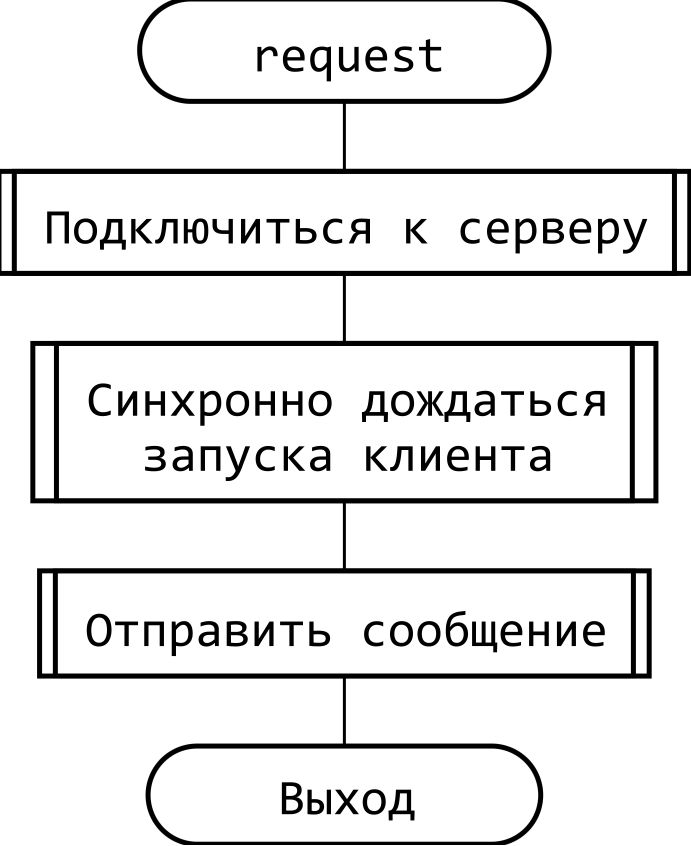 request
Подключиться к серверу
Синхронно дождаться
запуска клиента
Отправить сообщение
Выход